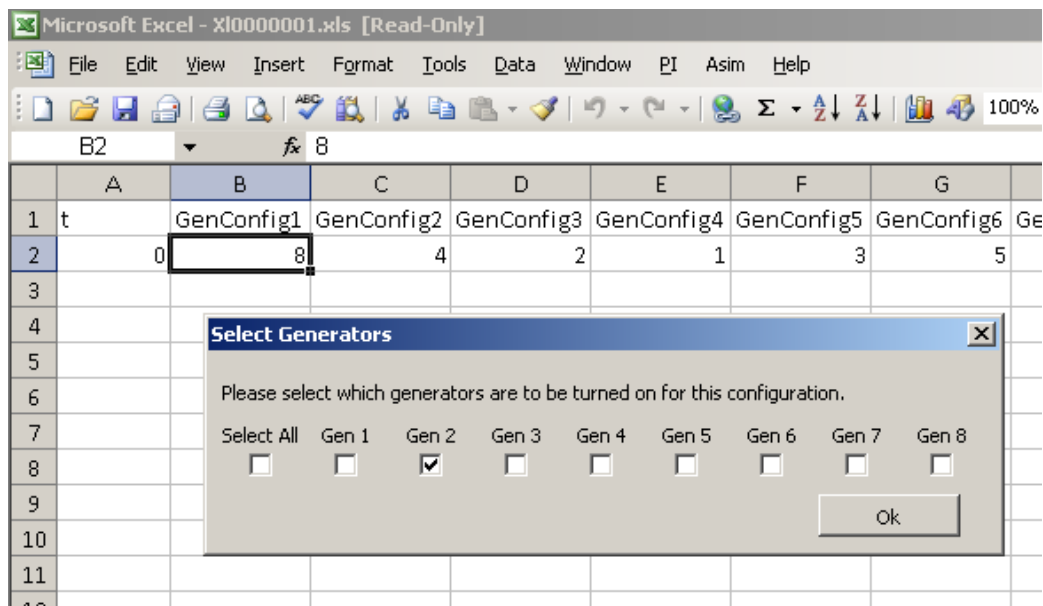 Microsoft Excel - Xl0000001.xls [Read-Only]
File Edit View Insert Format Tools Data Window PI Asim Help
ABC Σ A Z Z A 100%
B2 fx 8
A B C D E F G
1 t GenConfig1 GenConfig2 GenConfig3 GenConfig4 GenConfig5 GenConfig6 Ge
2 0 8 4 2 1 3 5
3
4
Select Generators
5
6 Please select which generators are to be turned on for this configuration.
7 Select All Gen 1 Gen 2 Gen 3 Gen 4 Gen 5 Gen 6 Gen 7 Gen 8
8
9
Ok
10
11